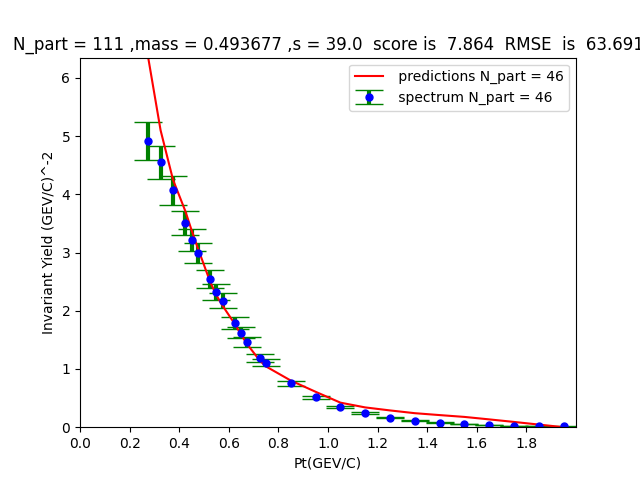 N_part = 111 ,mass = 0.493677 ,s = 39.0  score is  7.864  RMSE  is  63.691
predictions N_part = 46
spectrum N_part = 46
Invariant Yield (GEV/C)^-2
6
5
4
3
2
1
0
0.0 0.2 0.4 0.6 0.8 1.0 1.2 1.4 1.6 1.8
Pt(GEV/C)